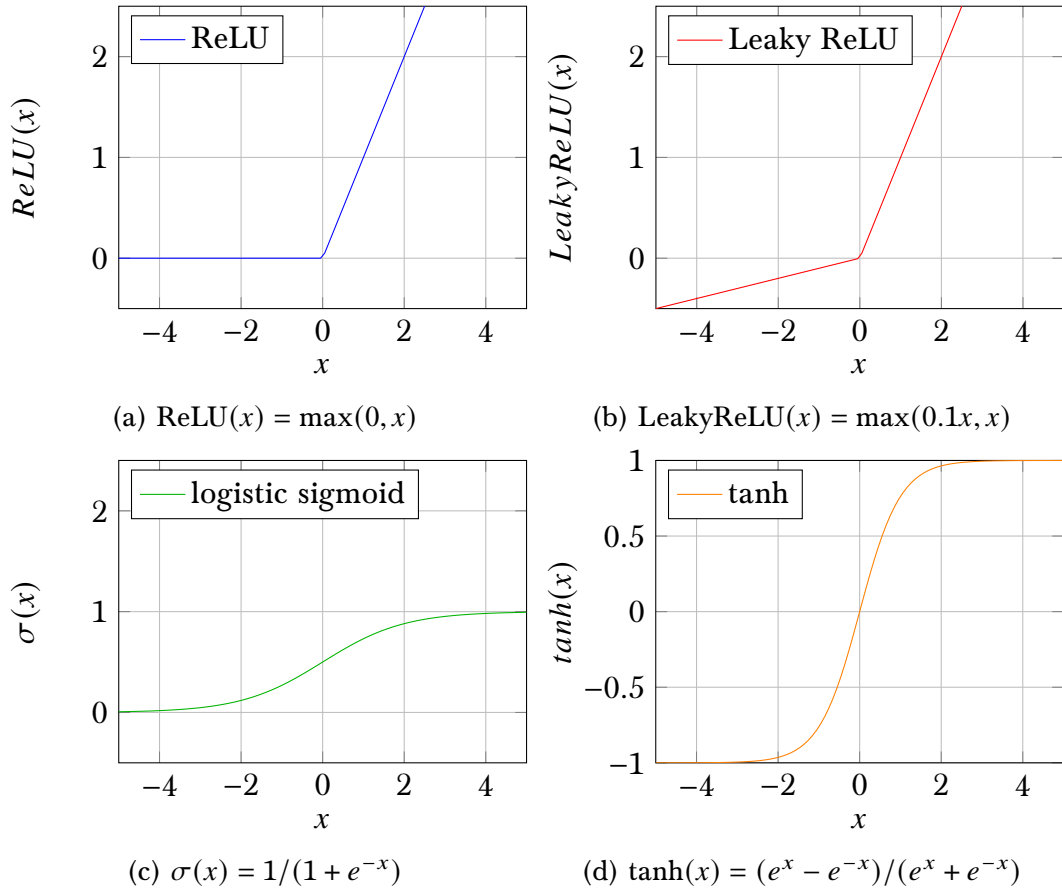 ReLU
2
1
0
ReLU(x)
−4 −2 0 2 4
x
(a) ReLU(x) = max(0, x)
Leaky ReLU
2
1
0
LeakyReLU(x)
−4 −2 0 2 4
x
(b) LeakyReLU(x) = max(0.1x, x)
logistic sigmoid
2
1
0
σ(x)
−4 −2 0 2 4
x
(c) σ(x) = 1/(1 + e^{−x})
tanh
1
0.5
0
−0.5
−1
tanh(x)
−4 −2 0 2 4
x
(d) tanh(x) = (e^x − e^{−x})/(e^x + e^{−x})